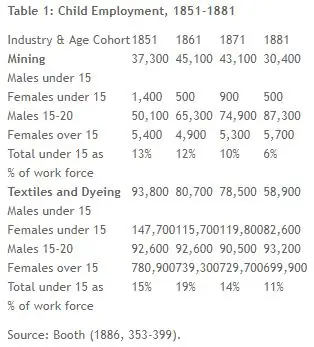 Table 1: Child Employment, 1851-1881
Industry & Age Cohort 1851 1861 1871 1881
Mining 37,300 45,100 43,100 30,400
Males under 15
Females under 15 1,400 500 900 500
Males 15-20 50,100 65,300 74,900 87,300
Females over 15 5,400 4,900 5,300 5,700
Total under 15 as 13% 12% 10% 6%
% of work force
Textiles and Dyeing 93,800 80,700 78,500 58,900
Males under 15
Females under 15 147,700 115,700 119,800 82,600
Males 15-20 92,600 92,600 90,500 93,200
Females over 15 780,900 739,300 729,700 699,900
Total under 15 as 15% 19% 14% 11%
% of work force
Source: Booth (1886, 353-399).